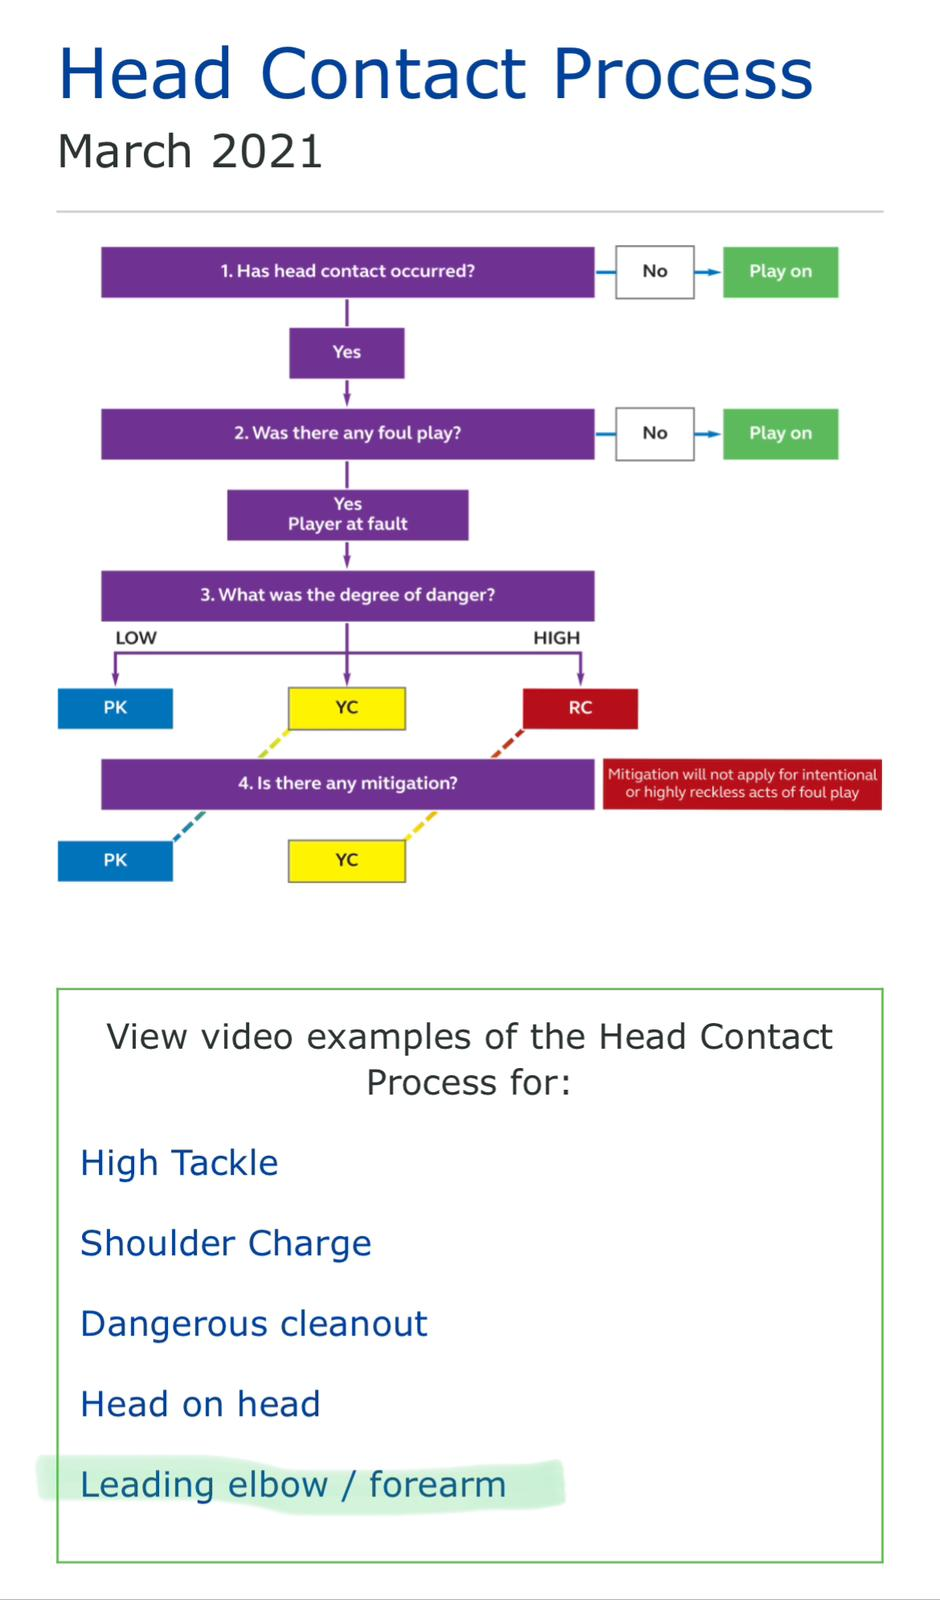 Head Contact Process
March 2021
1. Has head contact occurred?
No
Play on
Yes
2. Was there any foul play?
No
Play on
Yes
Player at fault
3. What was the degree of danger?
LOW
HIGH
PK
YC
RC
4. Is there any mitigation?
Mitigation will not apply for intentional
or highly reckless acts of foul play
PK
YC
View video examples of the Head Contact
Process for:
High Tackle
Shoulder Charge
Dangerous cleanout
Head on head
Leading elbow / forearm